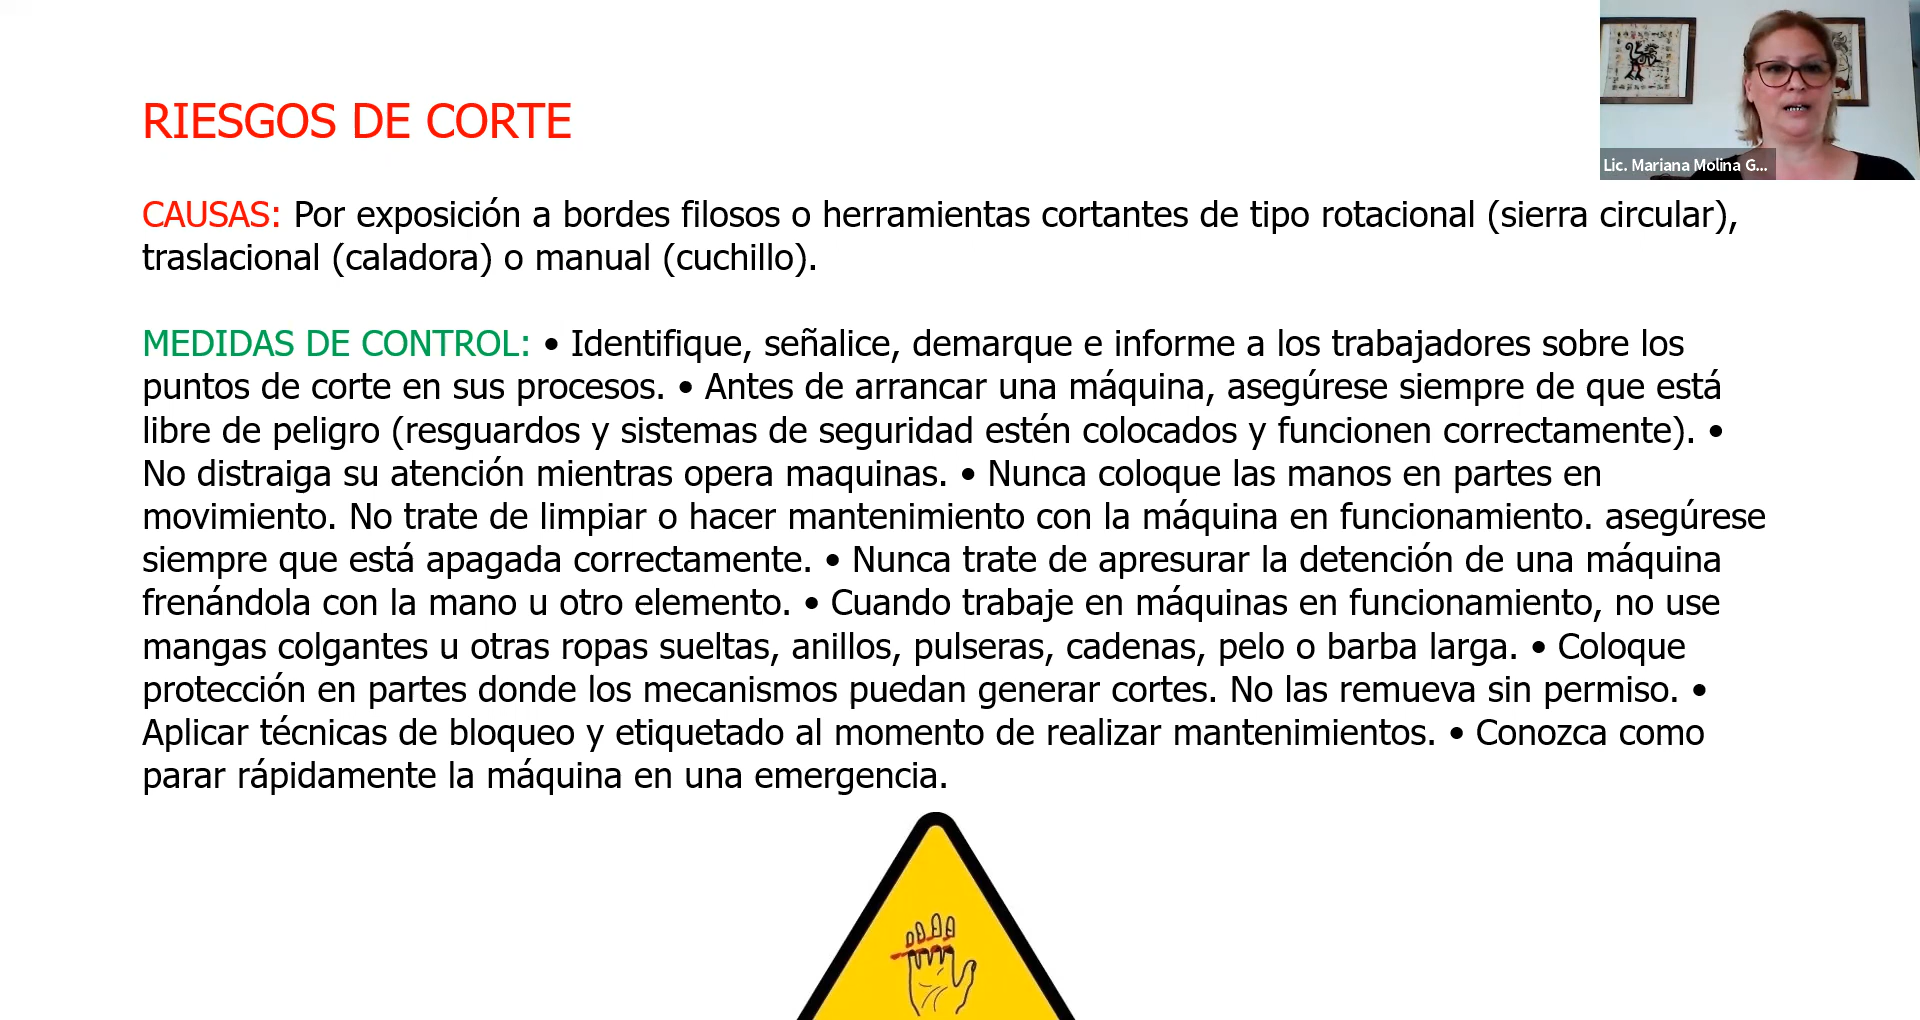 RIESGOS DE CORTE
Lic. Mariana Molina G...
CAUSAS: Por exposición a bordes filosos o herramientas cortantes de tipo rotacional (sierra circular),
traslacional (caladora) o manual (cuchillo).
MEDIDAS DE CONTROL: • Identifique, señalice, demarque e informe a los trabajadores sobre los
puntos de corte en sus procesos. • Antes de arrancar una máquina, asegúrese siempre de que está
libre de peligro (resguardos y sistemas de seguridad estén colocados y funcionen correctamente). •
No distraiga su atención mientras opera maquinas. • Nunca coloque las manos en partes en
movimiento. No trate de limpiar o hacer mantenimiento con la máquina en funcionamiento. asegúrese
siempre que está apagada correctamente. • Nunca trate de apresurar la detención de una máquina
frenándola con la mano u otro elemento. • Cuando trabaje en máquinas en funcionamiento, no use
mangas colgantes u otras ropas sueltas, anillos, pulseras, cadenas, pelo o barba larga. • Coloque
protección en partes donde los mecanismos puedan generar cortes. No las remueva sin permiso. •
Aplicar técnicas de bloqueo y etiquetado al momento de realizar mantenimientos. • Conozca como
parar rápidamente la máquina en una emergencia.